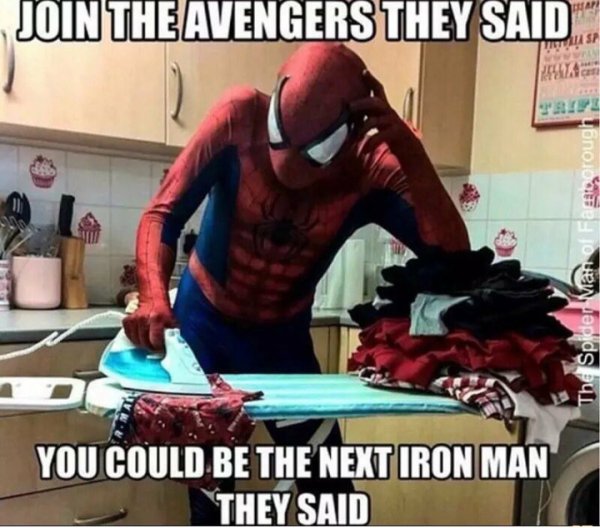 JOIN THE AVENGERS THEY SAID
TRIFL
The Spider-Man of Farnborough
YOU COULD BE THE NEXT IRON MAN
THEY SAID